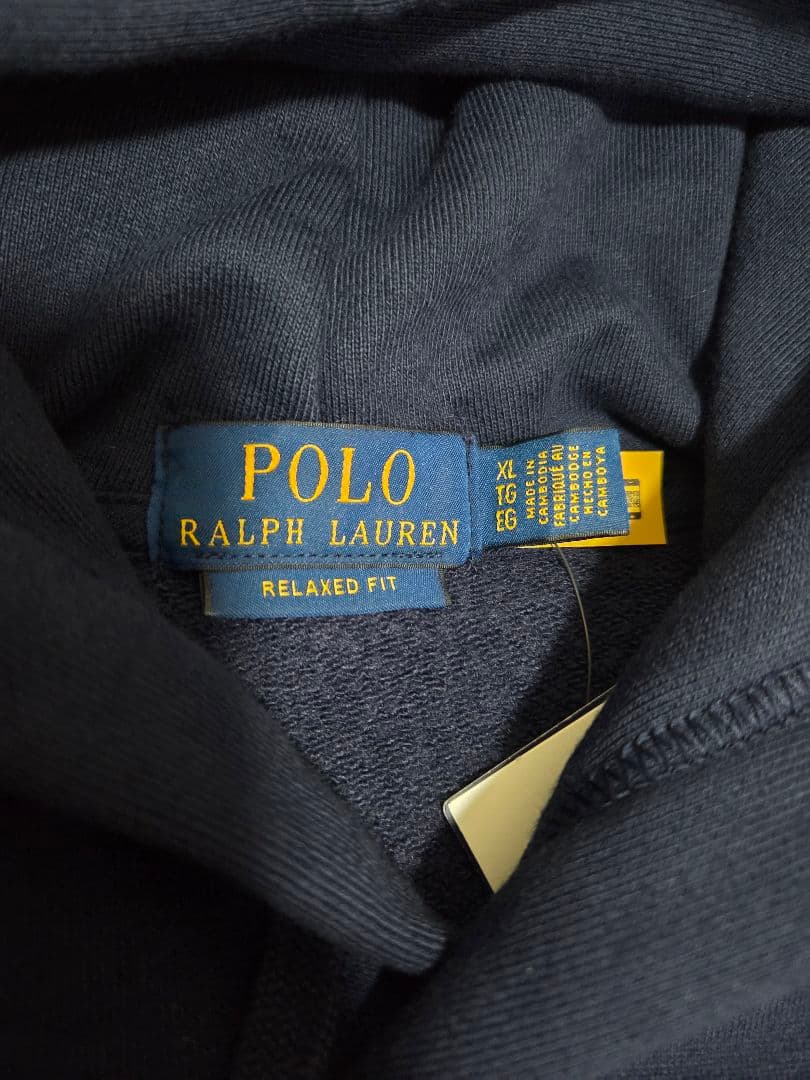 POLO
RALPH LAUREN
RELAXED FIT
XL
TG
EG
MADE IN
CAMBODIA
FABRIQUÉ AU
CAMBODGE
HECHO EN
CAMBOYA